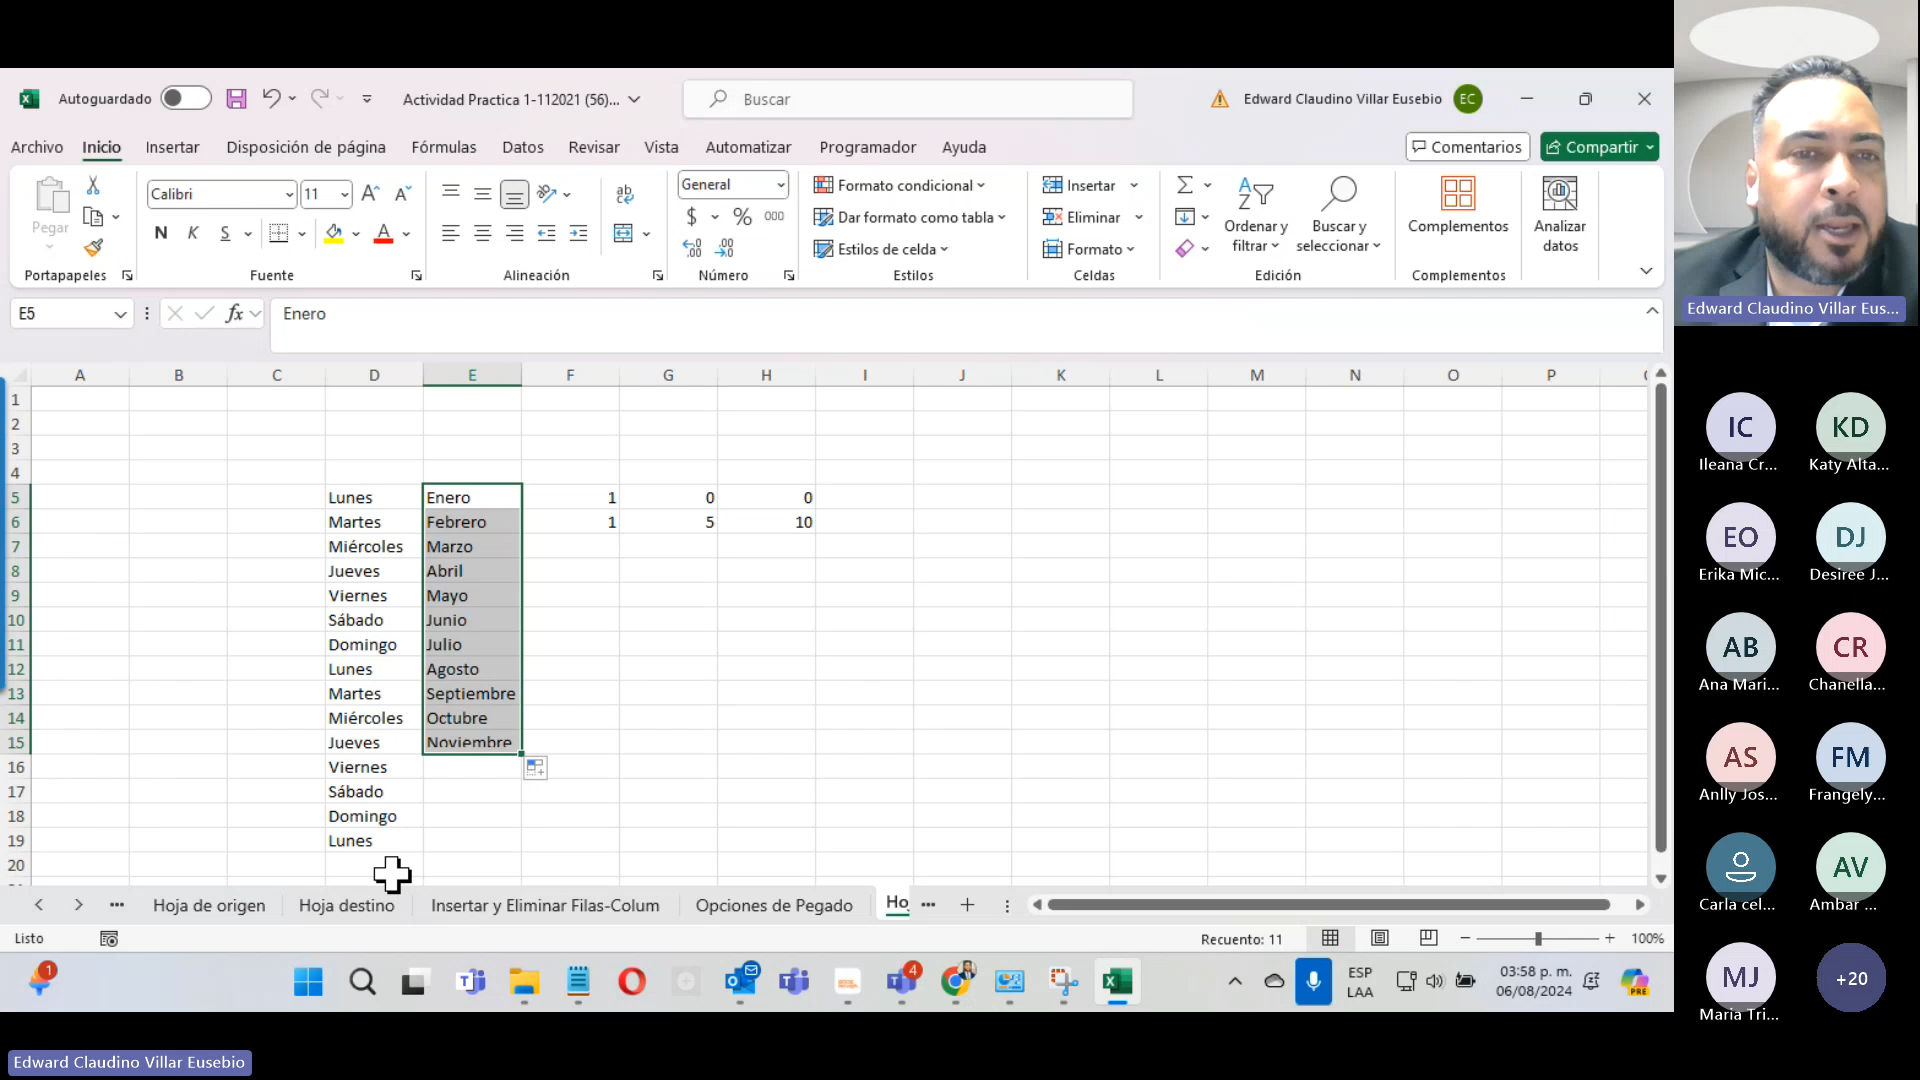 Autoguardado
Actividad Practica 1-112021 (56)...
Buscar
Edward Claudino Villar Eusebio
EC
Archivo Inicio Insertar Disposición de página Fórmulas Datos Revisar Vista Automatizar Programador Ayuda
Comentarios
Compartir
Pegar
Portapapeles
Calibri
11
N K S
Fuente
Alineación
General
$ % 000
Número
Formato condicional
Dar formato como tabla
Estilos de celda
Estilos
Insertar
Eliminar
Formato
Celdas
Ordenar y filtrar
Buscar y seleccionar
Edición
Complementos
Complementos
Analizar datos
E5
fx
Enero
A B C D E F G H I J K L M N O P
1
2
3
4
5 Lunes Enero 1 0 0
6 Martes Febrero 1 5 10
7 Miércoles Marzo
8 Jueves Abril
9 Viernes Mayo
10 Sábado Junio
11 Domingo Julio
12 Lunes Agosto
13 Martes Septiembre
14 Miércoles Octubre
15 Jueves Noviembre
16 Viernes
17 Sábado
18 Domingo
19 Lunes
20
Hoja de origen Hoja destino Insertar y Eliminar Filas-Colum Opciones de Pegado Ho
Listo
Recuento: 11
100%
1
4
ESP
LAA
03:58 p. m.
06/08/2024
PRE
Edward Claudino Villar Eus...
IC
Ileana Cr...
KD
Katy Alta...
EO
Erika Mic...
DJ
Desiree J...
AB
Ana Mari...
CR
Chanella...
AS
Anlly Jos...
FM
Frangely...
Carla cel...
AV
Ambar ...
MJ
Maria Tri...
+20
Edward Claudino Villar Eusebio